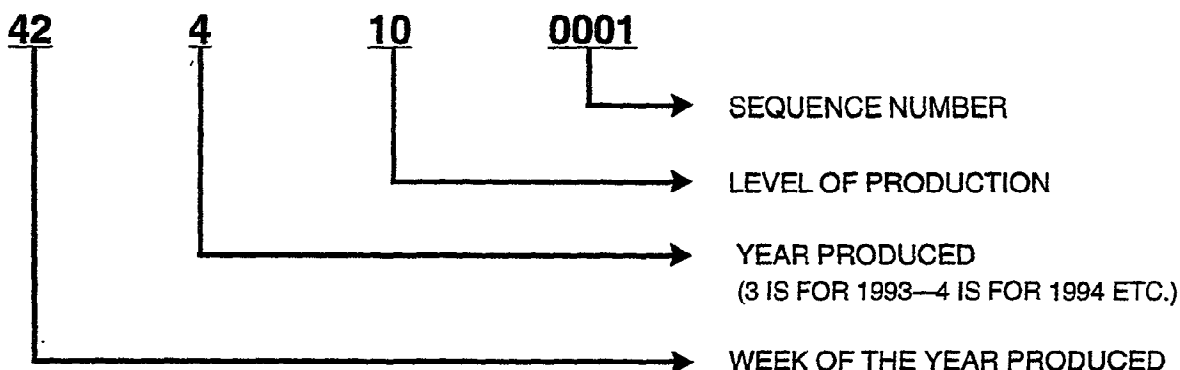 42 4 10 0001
SEQUENCE NUMBER
LEVEL OF PRODUCTION
YEAR PRODUCED
(3 IS FOR 1993—4 IS FOR 1994 ETC.)
WEEK OF THE YEAR PRODUCED